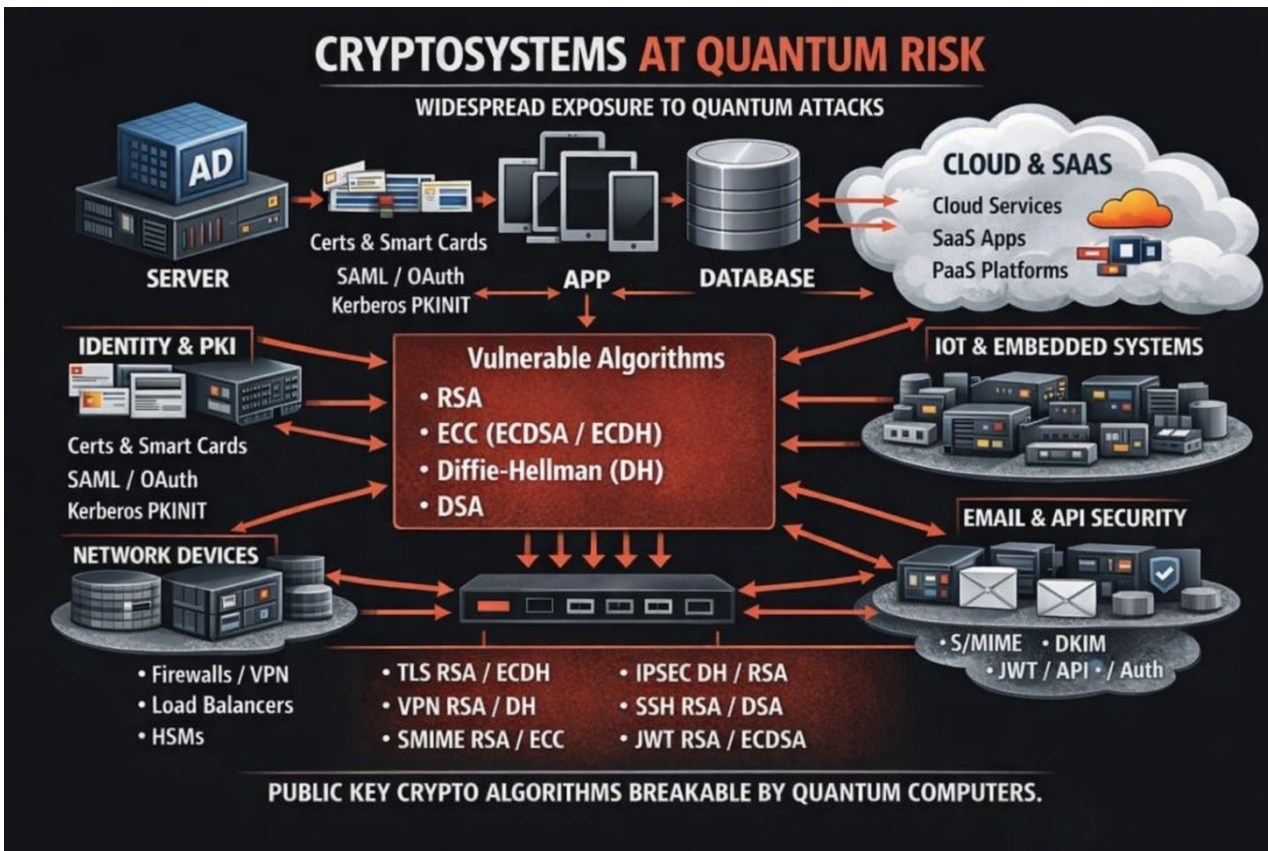 CRYPTOSYSTEMS AT QUANTUM RISK
WIDESPREAD EXPOSURE TO QUANTUM ATTACKS
AD
SERVER
Certs & Smart Cards
SAML / OAuth
Kerberos PKINIT
APP
DATABASE
CLOUD & SAAS
Cloud Services
SaaS Apps
PaaS Platforms
IDENTITY & PKI
Certs & Smart Cards
SAML / OAuth
Kerberos PKINIT
Vulnerable Algorithms
• RSA
• ECC (ECDSA / ECDH)
• Diffie-Hellman (DH)
• DSA
IOT & EMBEDDED SYSTEMS
NETWORK DEVICES
• Firewalls / VPN
• Load Balancers
• HSMs
EMAIL & API SECURITY
• S/MIME • DKIM
• JWT / API • / Auth
• TLS RSA / ECDH
• VPN RSA / DH
• SMIME RSA / ECC
• IPSEC DH / RSA
• SSH RSA / DSA
• JWT RSA / ECDSA
PUBLIC KEY CRYPTO ALGORITHMS BREAKABLE BY QUANTUM COMPUTERS.